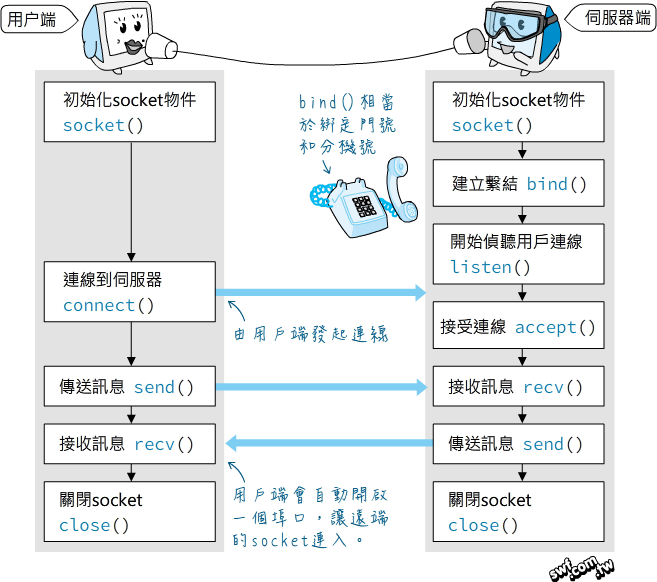 用户端
伺服器端
初始化socket物件
socket()
連線到伺服器
connect()
傳送訊息 send()
接收訊息 recv()
關閉socket
close()
bind()相當
於綁定門號
和分機號
由用戶端發起連線
用戶端會自動開啟
一個埠口，讓遠端
的socket連入。
初始化socket物件
socket()
建立繫結 bind()
開始偵聽用戶連線
listen()
接受連線 accept()
接收訊息 recv()
傳送訊息 send()
關閉socket
close()
swf.com.tw